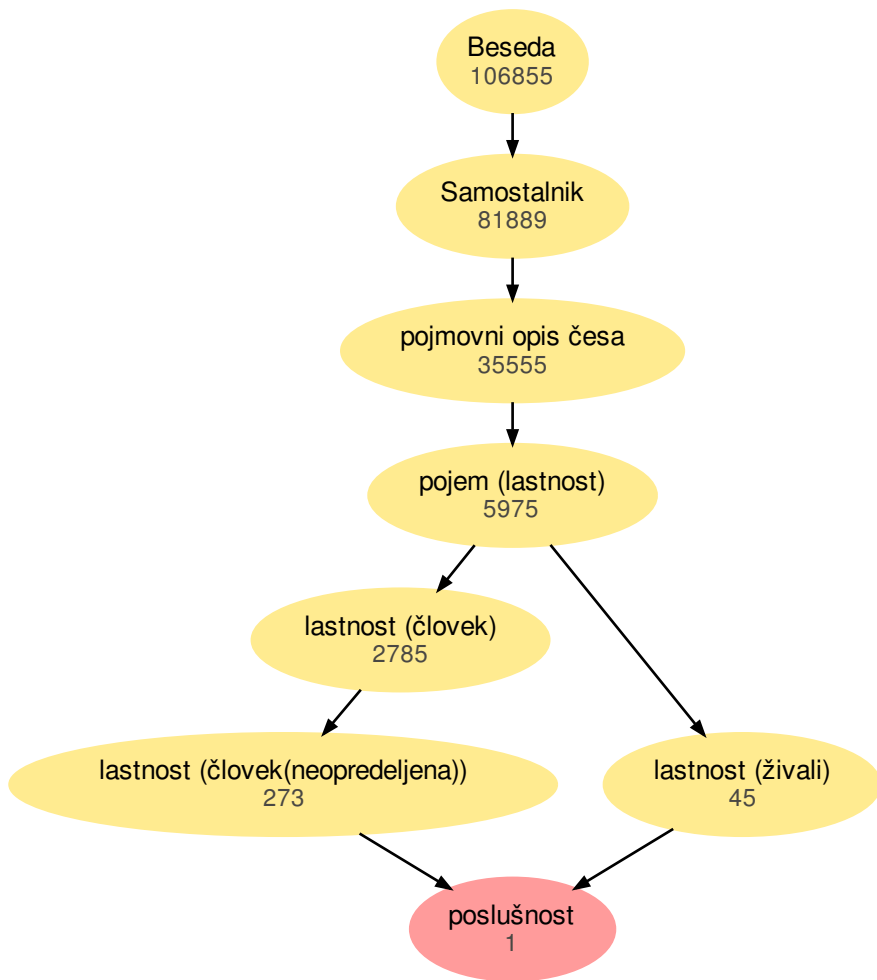 Beseda
106855
Samostalnik
81889
pojmovni opis česa
35555
pojem (lastnost)
5975
lastnost (človek)
2785
lastnost (človek(neopredeljena))
273
lastnost (živali)
45
poslušnost
1